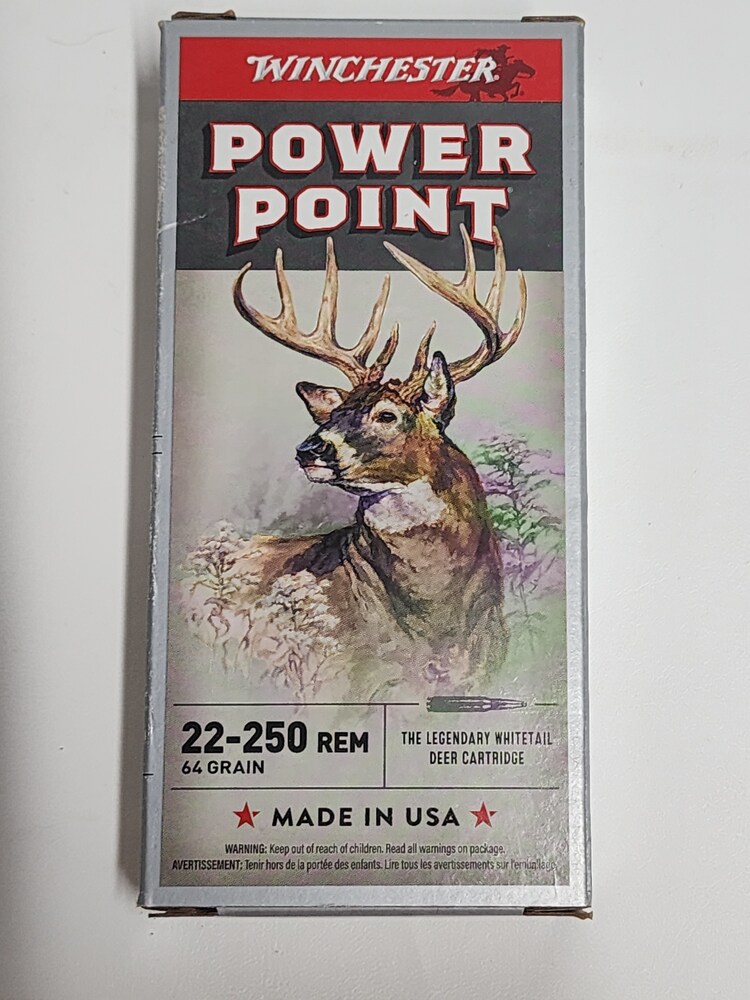 WINCHESTER
POWER
POINT
22-250 REM
64 GRAIN
THE LEGENDARY WHITETAIL
DEER CARTRIDGE
MADE IN USA
WARNING: Keep out of reach of children. Read all warnings on package.
AVERTISSEMENT: Tenir hors de la portée des enfants. Lire tous les avertissements sur l'emballage.